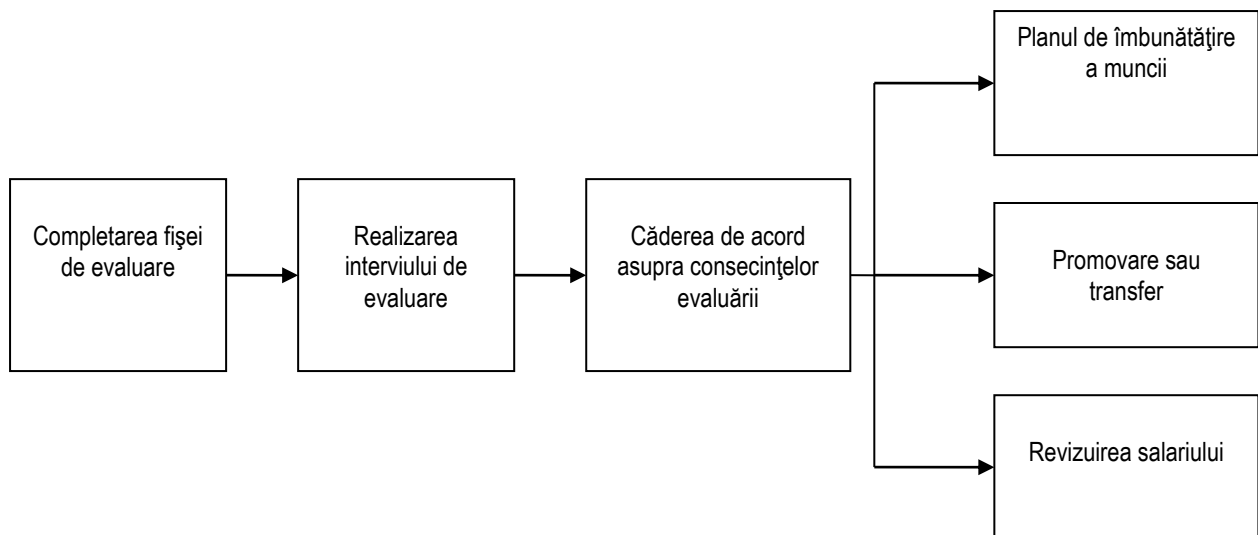 Completarea fişei
de evaluare
Realizarea
interviului de
evaluare
Căderea de acord
asupra consecinţelor
evaluării
Planul de îmbunătăţire
a muncii
Promovare sau
transfer
Revizuirea salariului